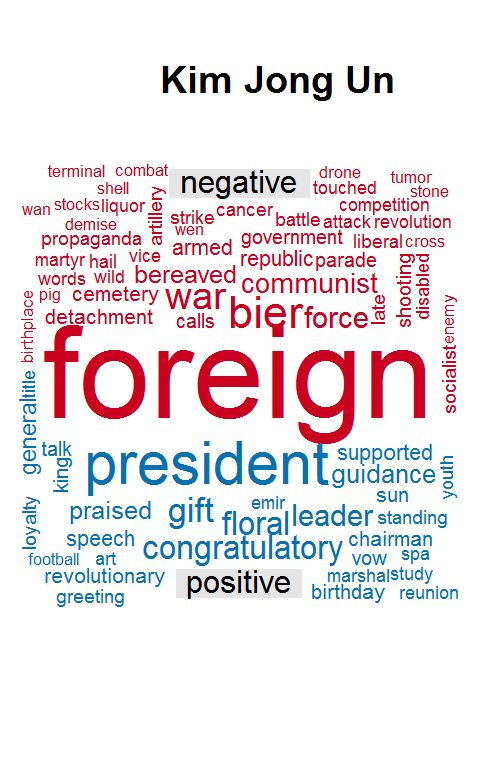 Kim Jong Un
terminal combat drone tumor
shell negative touched stone
wan stocks liquor artillery strike cancer battle competition
demise wen attack revolution
propaganda armed government liberal cross
martyr hail vice republic parade
words wild bereaved communist shooting disabled
pig cemetery war bier force late
birthplace detachment calls socialist enemy
foreign
title
general talk president supported
king guidance youth
loyalty praised gift emir sun
floral leader standing
speech congratulatory chairman
football art vow spa
revolutionary positive marshal study
greeting birthday reunion